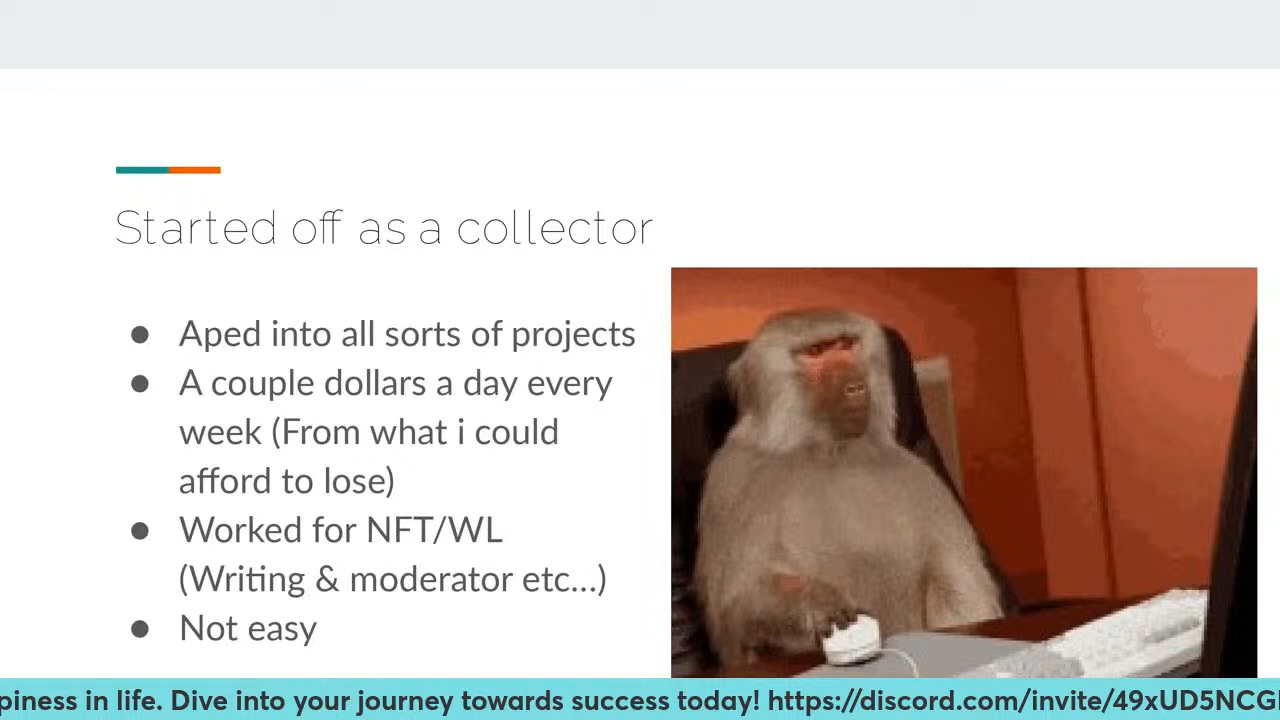 Started off as a collector
● Aped into all sorts of projects
● A couple dollars a day every
week (From what i could
afford to lose)
● Worked for NFT/WL
(Writing & moderator etc...)
● Not easy
piness in life. Dive into your journey towards success today! https://discord.com/invite/49xUD5NCG